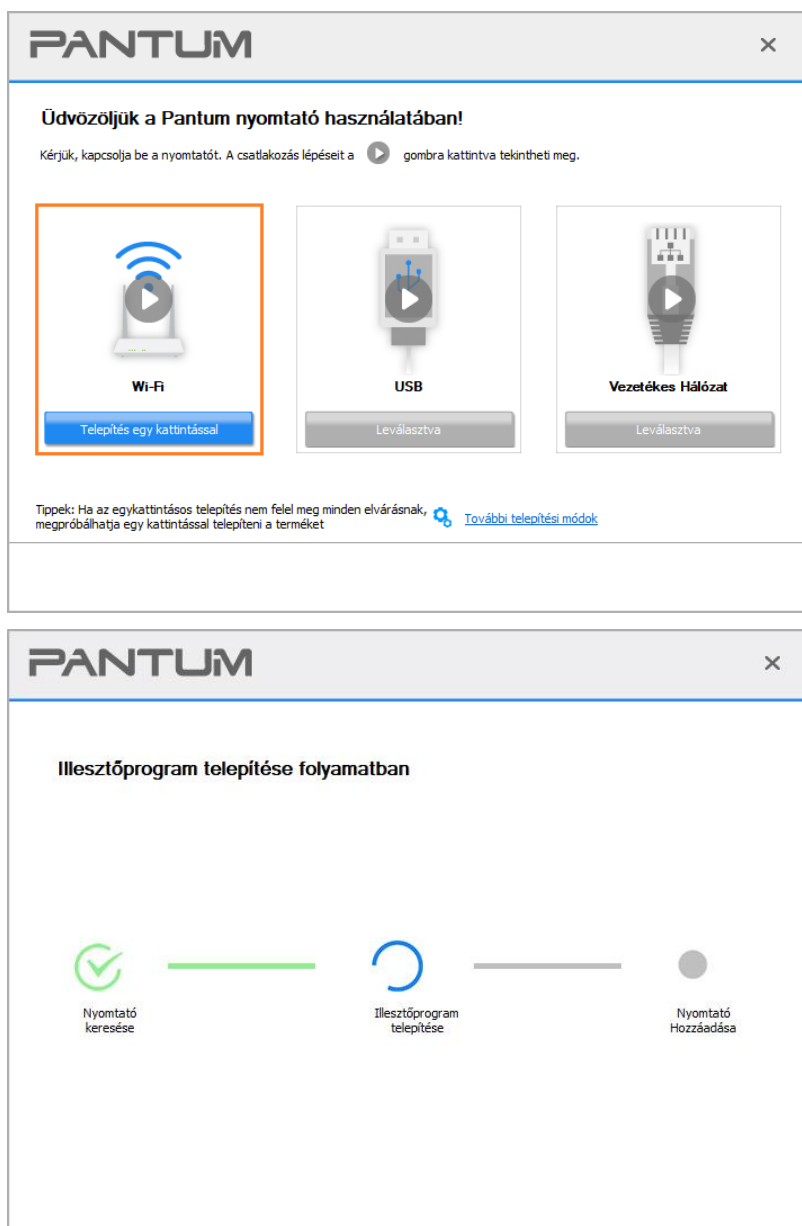 PANTUM
Üdvözöljük a Pantum nyomtató használatában!
Kérjük, kapcsolja be a nyomtatót. A csatlakozás lépéseit a gombra kattintva tekintheti meg.
Wi-Fi
USB
Vezetékes Hálózat
Telepítés egy kattintással
Leválasztva
Leválasztva
Tippek: Ha az egykattintásos telepítés nem felel meg minden elvárásnak,
megpróbálhatja egy kattintással telepíteni a terméket
További telepítési módok
PANTUM
Illesztőprogram telepítése folyamatban
Nyomtató
keresése
Illesztőprogram
telepítése
Nyomtató
Hozzáadása